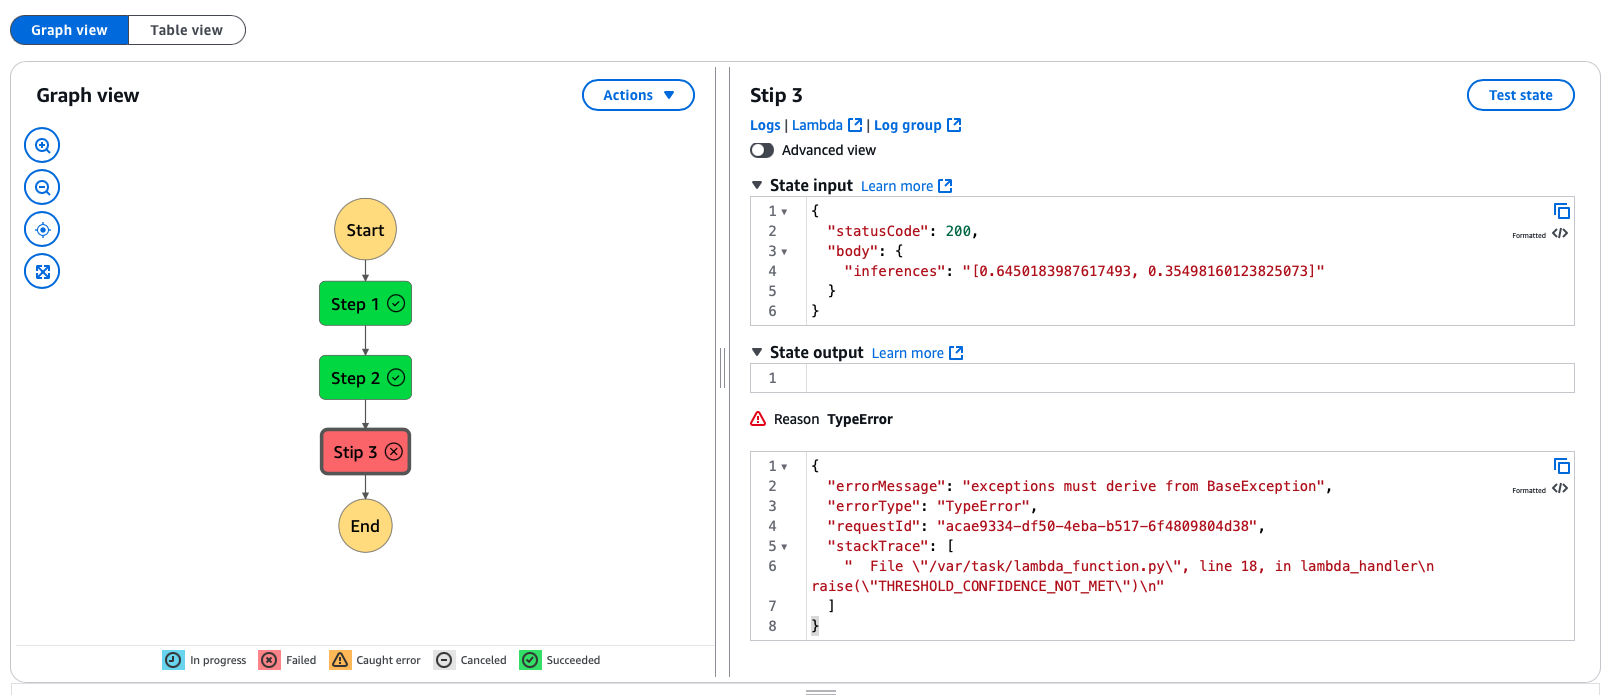 Graph view
Table view
Graph view
Actions
Start
Step 1
Step 2
Stip 3
End
In progress
Failed
Caught error
Canceled
Succeeded
Stip 3
Test state
Logs | Lambda | Log group
Advanced view
State input Learn more
1 {
2 "statusCode": 200,
3 "body": {
4 "inferences": "[0.6450183987617493, 0.35498160123825073]"
5 }
6 }
Formatted </>
State output Learn more
1
Reason TypeError
1 {
2 "errorMessage": "exceptions must derive from BaseException",
3 "errorType": "TypeError",
4 "requestId": "acae9334-df50-4eba-b517-6f4809804d38",
5 "stackTrace": [
6 "  File \"/var/task/lambda_function.py\", line 18, in lambda_handler\n
raise(\"THRESHOLD_CONFIDENCE_NOT_MET\")\n"
7 ]
8 }
Formatted </>